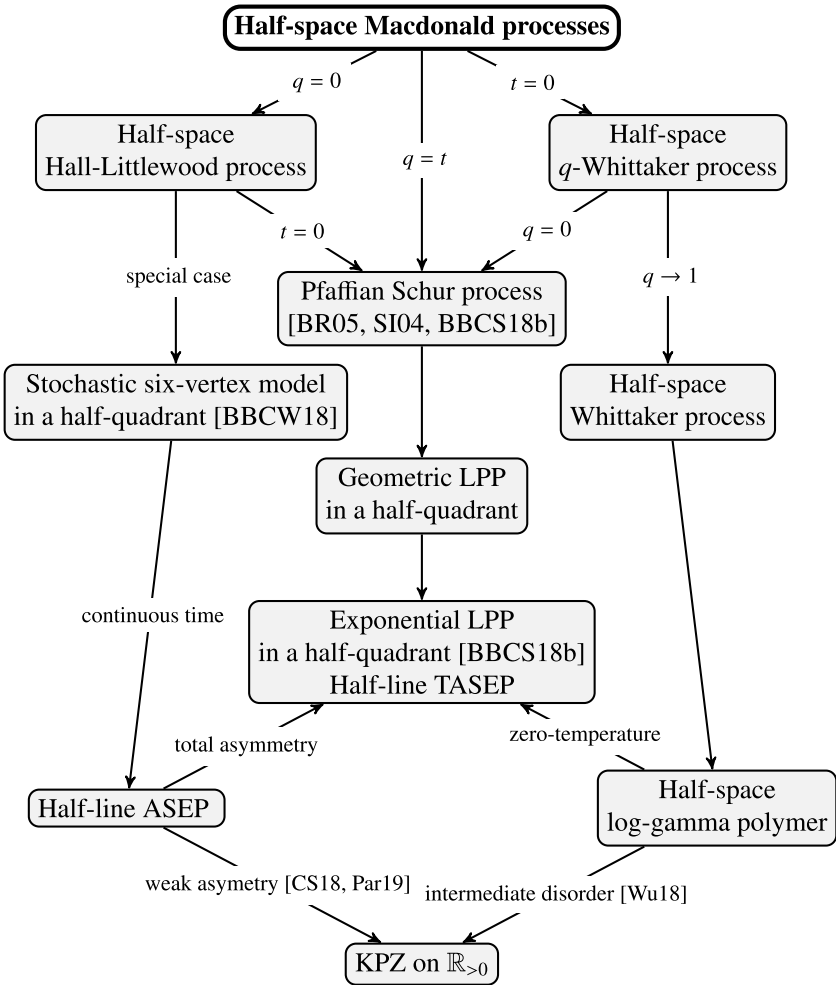 Half-space Macdonald processes
q = 0
t = 0
q = t
Half-space
Hall-Littlewood process
Half-space
q-Whittaker process
t = 0
q = 0
special case
q → 1
Pfaffian Schur process
[BR05, SI04, BBCS18b]
Stochastic six-vertex model
in a half-quadrant [BBCW18]
Half-space
Whittaker process
Geometric LPP
in a half-quadrant
continuous time
Exponential LPP
in a half-quadrant [BBCS18b]
Half-line TASEP
total asymmetry
zero-temperature
Half-line ASEP
Half-space
log-gamma polymer
weak asymetry [CS18, Par19]
intermediate disorder [Wu18]
KPZ on ℝ>0